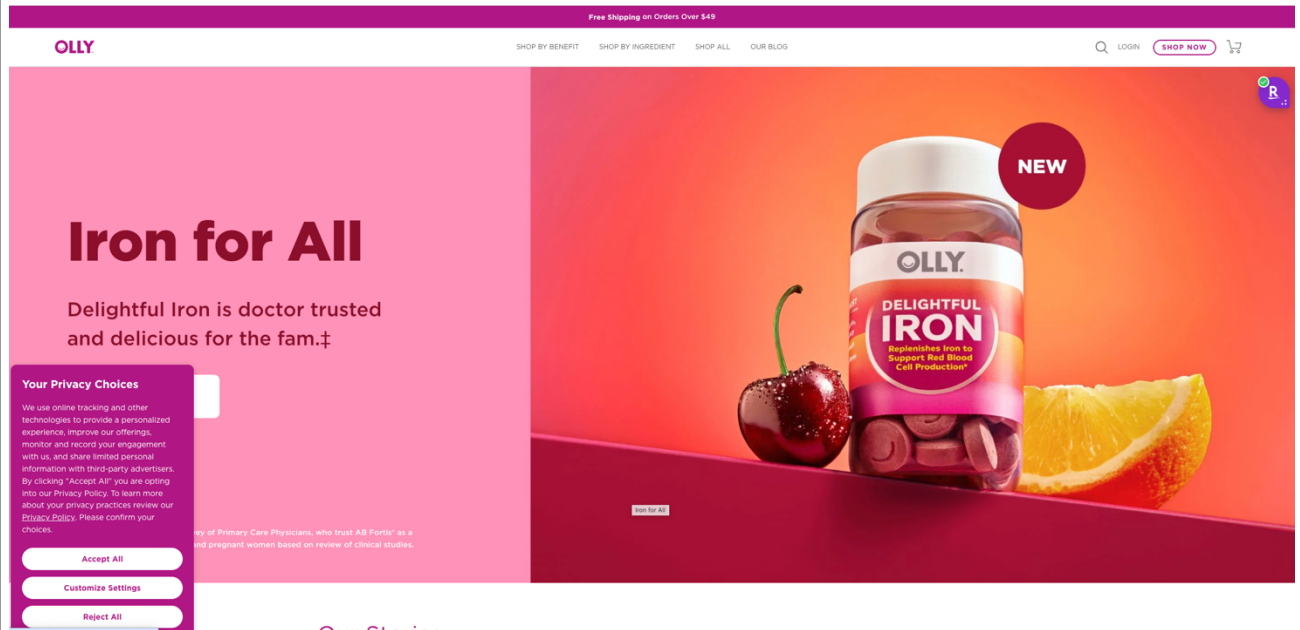 Free Shipping on Orders Over $49
OLLY
SHOP BY BENEFIT
SHOP BY INGREDIENT
SHOP ALL
OUR BLOG
LOGIN
SHOP NOW
R
NEW
Iron for All
Delightful Iron is doctor trusted
and delicious for the fam.‡
OLLY.
DELIGHTFUL
IRON
Replenishes Iron to
Support Red Blood
Cell Production*
Iron for All
Your Privacy Choices
We use online tracking and other
technologies to provide a personalized
experience, improve our offerings,
monitor and record your engagement
with us, and share limited personal
information with third-party advertisers.
By clicking "Accept All" you are opting
into our Privacy Policy. To learn more
about your privacy practices review our
Privacy Policy. Please confirm your
choices.
Accept All
Customize Settings
Reject All
of Primary Care Physicians, who trust AB Fortis® as a
and pregnant women based on review of clinical studies.